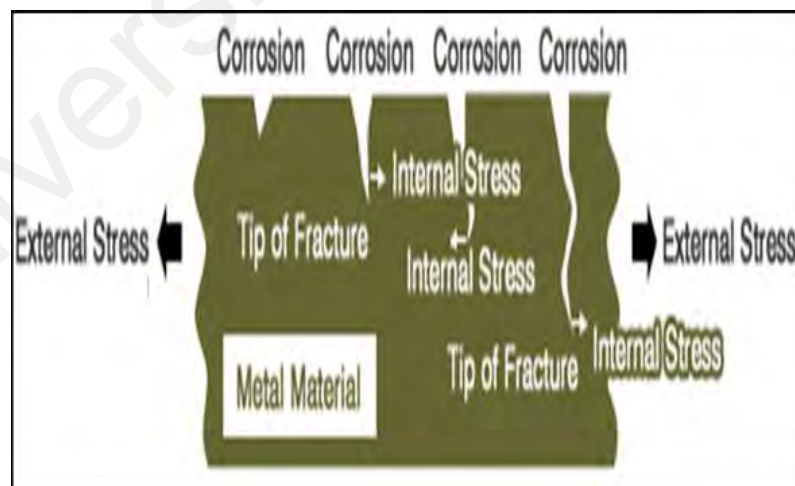 Corrosion Corrosion Corrosion Corrosion
Internal Stress
External Stress
Tip of Fracture
External Stress
Internal Stress
Internal Stress
Tip of Fracture
Metal Material